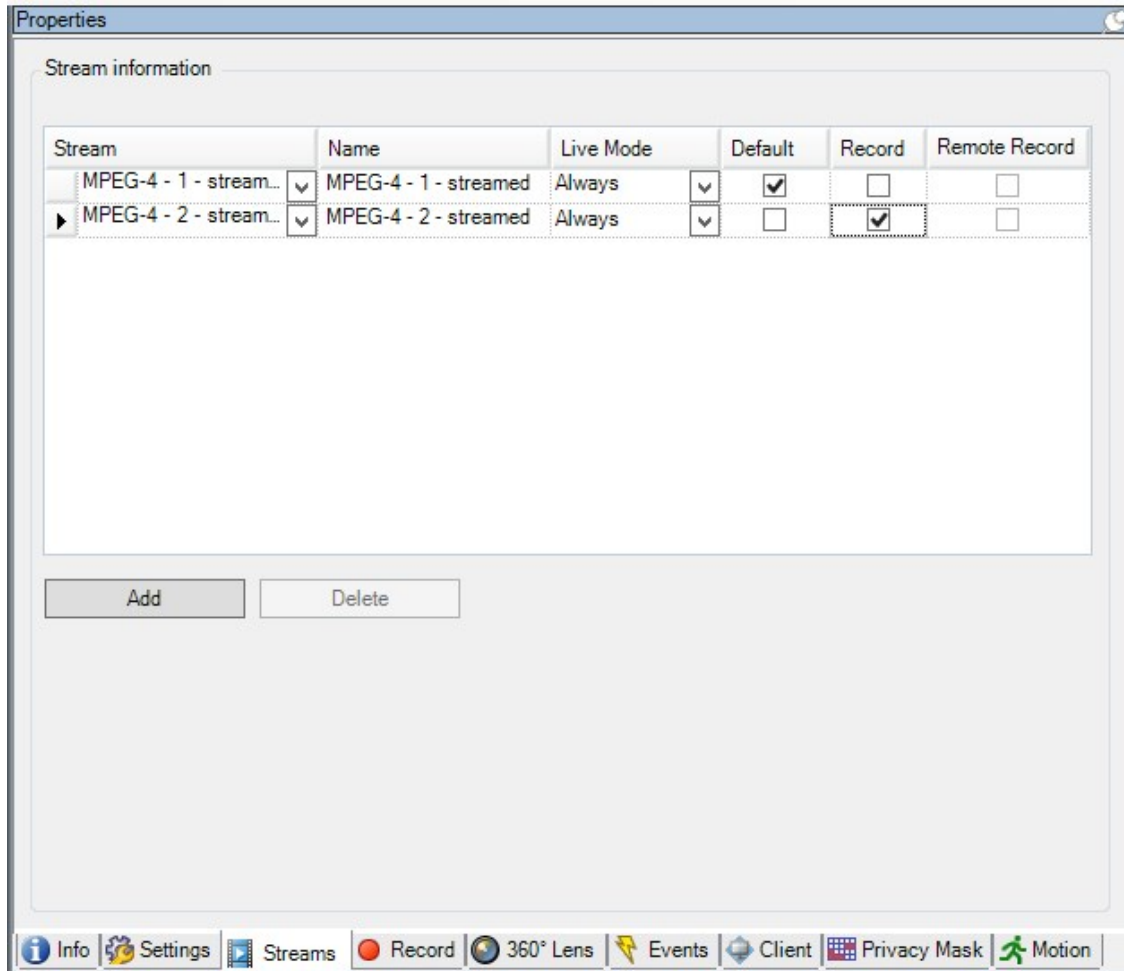 Properties
Stream information
Stream Name Live Mode Default Record Remote Record
MPEG-4 - 1 - stream... MPEG-4 - 1 - streamed Always
MPEG-4 - 2 - stream... MPEG-4 - 2 - streamed Always
Add Delete
Info Settings Streams Record 360° Lens Events Client Privacy Mask Motion